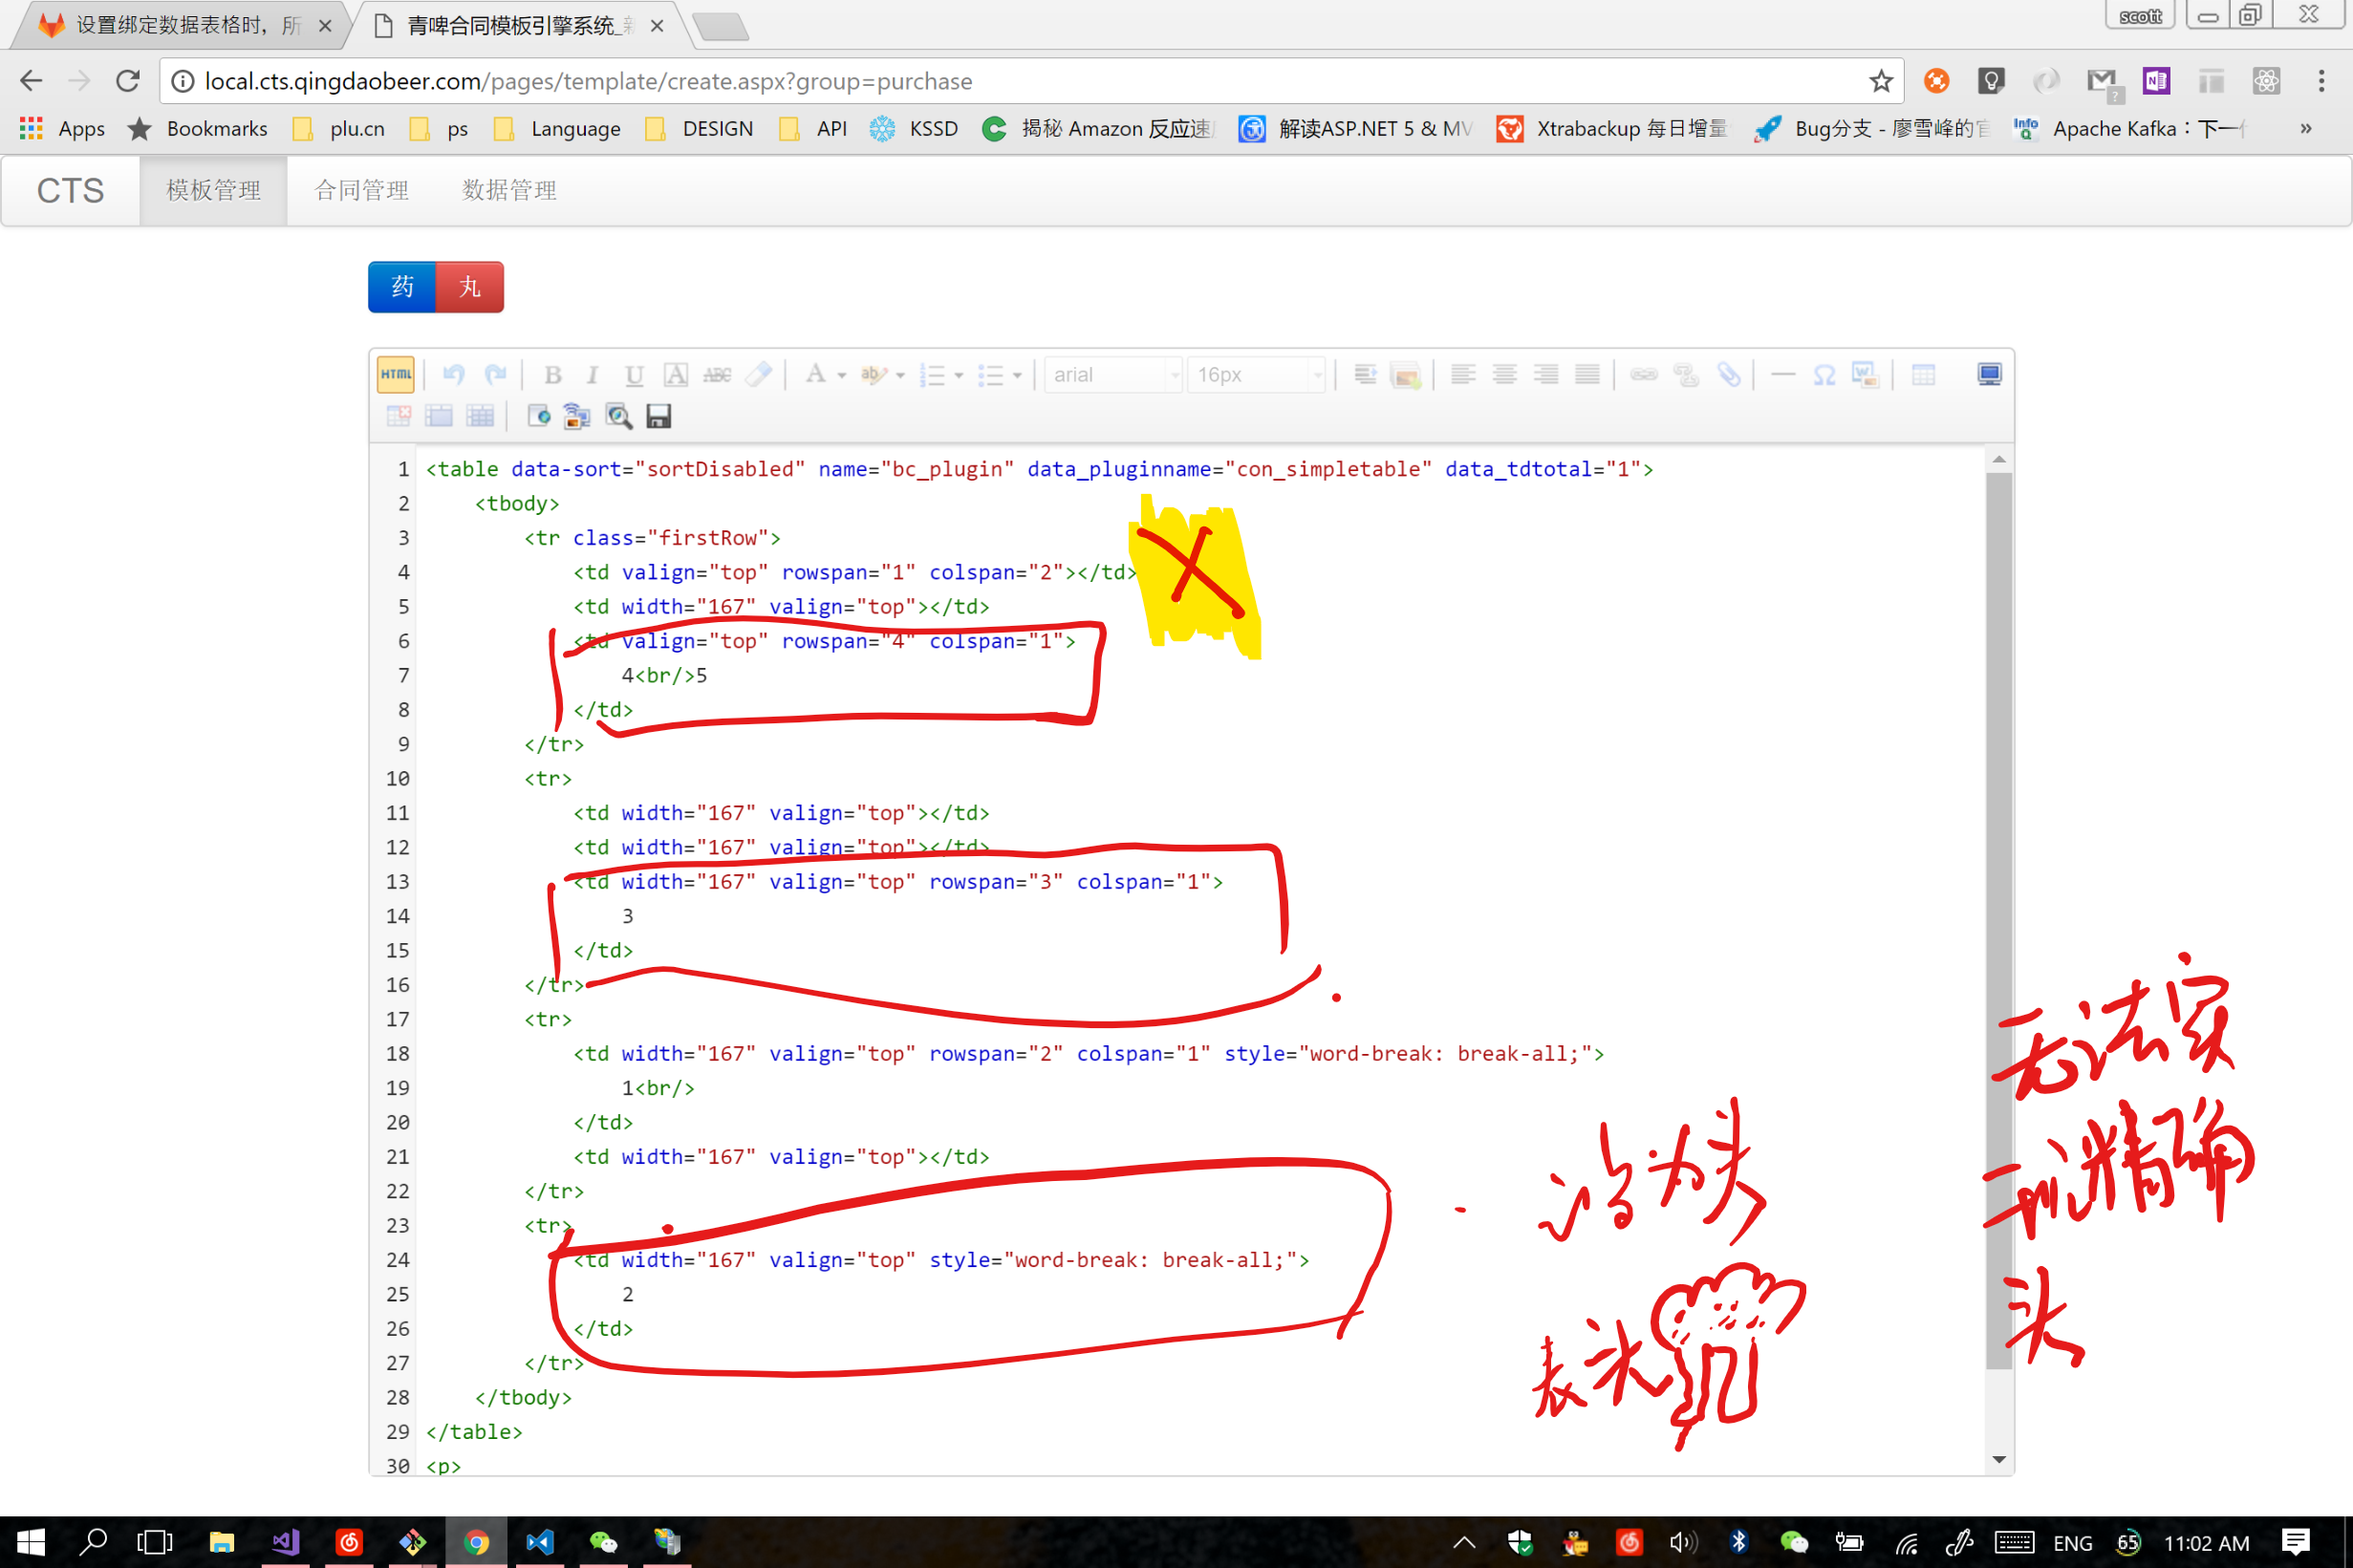 设置绑定数据表格时，所
青啤合同模板引擎系统_新
scott
local.cts.qingdaobeer.com/pages/template/create.aspx?group=purchase
Apps Bookmarks plu.cn ps Language DESIGN API KSSD 揭秘 Amazon 反应速 解读ASP.NET 5 & MV Xtrabackup 每日增量 Bug分支 - 廖雪峰的官 Apache Kafka：下一代 »
CTS 模板管理 合同管理 数据管理
药 丸
HTML B I U A ABC A ab arial 16px
1 <table data-sort="sortDisabled" name="bc_plugin" data_pluginname="con_simpletable" data_tdtotal="1">
2 <tbody>
3 <tr class="firstRow">
4 <td valign="top" rowspan="1" colspan="2"></td>
5 <td width="167" valign="top"></td>
6 <td valign="top" rowspan="4" colspan="1">
7 4<br/>5
8 </td>
9 </tr>
10 <tr>
11 <td width="167" valign="top"></td>
12 <td width="167" valign="top"></td>
13 <td width="167" valign="top" rowspan="3" colspan="1">
14 3
15 </td>
16 </tr>
17 <tr>
18 <td width="167" valign="top" rowspan="2" colspan="1" style="word-break: break-all;">
19 1<br/>
20 </td>
21 <td width="167" valign="top"></td>
22 </tr>
23 <tr>
24 <td width="167" valign="top" style="word-break: break-all;">
25 2
26 </td>
27 </tr>
28 </tbody>
29 </table>
30 <p>
表头
无法实
现精确
头
ENG 65 11:02 AM